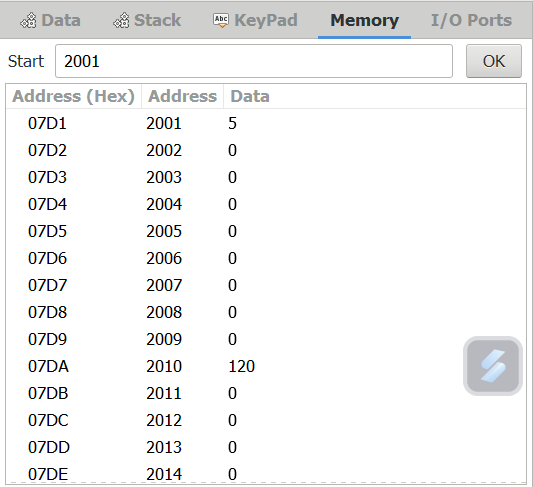 Data Stack Abc KeyPad Memory I/O Ports
Start 2001 OK
Address (Hex) Address Data
07D1 2001 5
07D2 2002 0
07D3 2003 0
07D4 2004 0
07D5 2005 0
07D6 2006 0
07D7 2007 0
07D8 2008 0
07D9 2009 0
07DA 2010 120
07DB 2011 0
07DC 2012 0
07DD 2013 0
07DE 2014 0